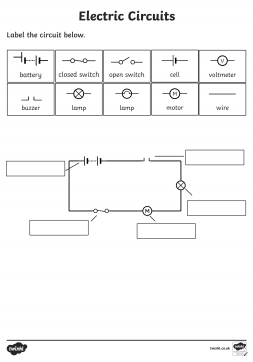 Electric Circuits
Label the circuit below.
battery
closed switch
open switch
cell
voltmeter
V
buzzer
lamp
lamp
motor
M
wire
M
twinkl
twinkl.co.uk